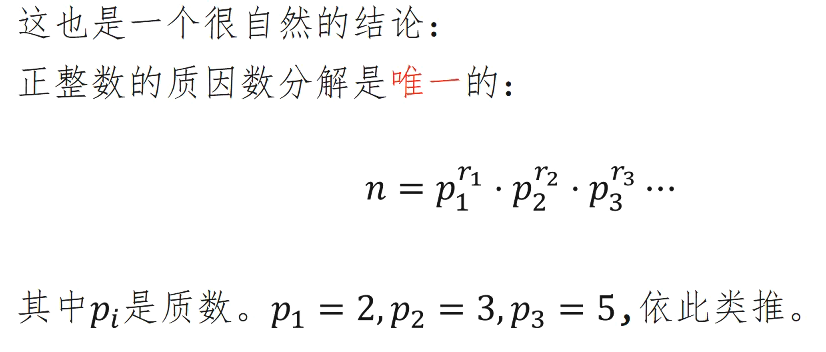 这也是一个很自然的结论：
正整数的质因数分解是唯一的：
$n = p_1^{r_1} \cdot p_2^{r_2} \cdot p_3^{r_3} \cdots$
其中$p_i$是质数。$p_1 = 2, p_2 = 3, p_3 = 5$，依此类推。